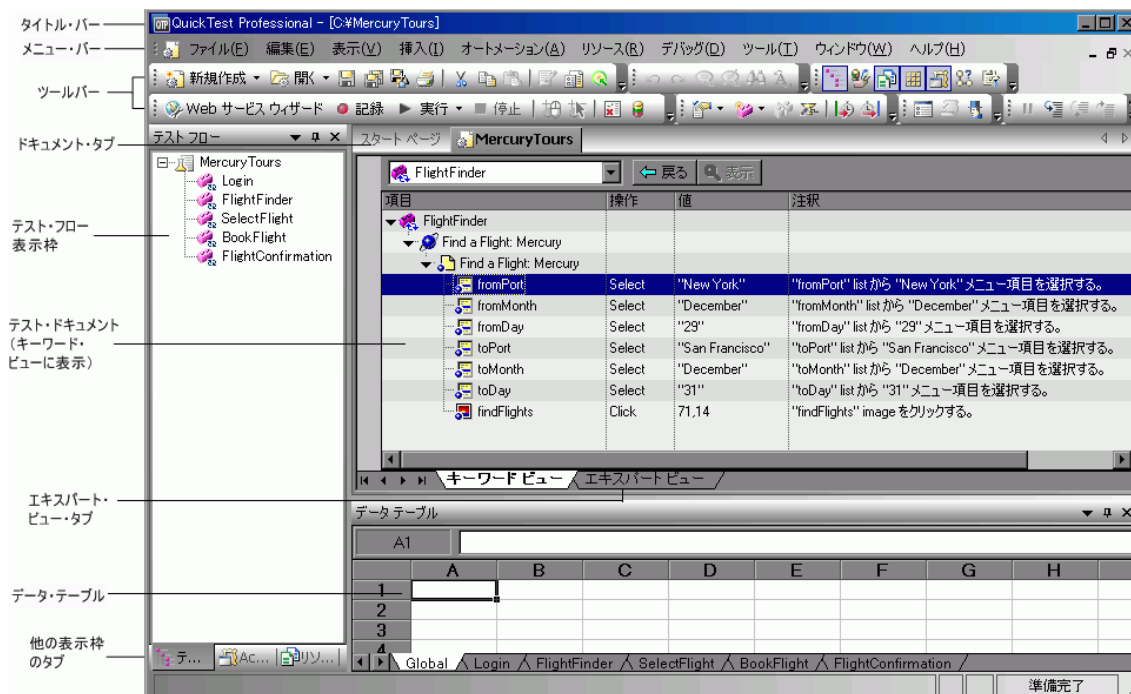 タイトル・バー
QuickTest Professional - [C:¥MercuryTours]
メニュー・バー
ファイル(F) 編集(E) 表示(V) 挿入(I) オートメーション(A) リソース(R) デバッグ(D) ツール(T) ウィンドウ(W) ヘルプ(H)
ツールバー
新規作成 開く
Web サービス ウィザード 記録 実行 停止
ドキュメント・タブ
テスト フロー
スタート ページ MercuryTours
テスト・フロー
表示枠
MercuryTours
Login
FlightFinder
SelectFlight
BookFlight
FlightConfirmation
FlightFinder 戻る 表示
項目 操作 値 注釈
FlightFinder
Find a Flight: Mercury
Find a Flight: Mercury
fromPort Select "New York" "fromPort" list から "New York" メニュー項目を選択する。
fromMonth Select "December" "fromMonth" list から "December" メニュー項目を選択する。
fromDay Select "29" "fromDay" list から "29" メニュー項目を選択する。
toPort Select "San Francisco" "toPort" list から "San Francisco" メニュー項目を選択する。
toMonth Select "December" "toMonth" list から "December" メニュー項目を選択する。
toDay Select "31" "toDay" list から "31" メニュー項目を選択する。
findFlights Click 71,14 "findFlights" image をクリックする。
テスト・ドキュメント
(キーワード・
ビューに表示)
キーワード ビュー エキスパート ビュー
エキスパート・
ビュー・タブ
データ テーブル
A1
A B C D E F G H
データ・テーブル
1
2
3
4
他の表示枠
のタブ
テ... Ac... リソ...
Global Login FlightFinder SelectFlight BookFlight FlightConfirmation
準備完了